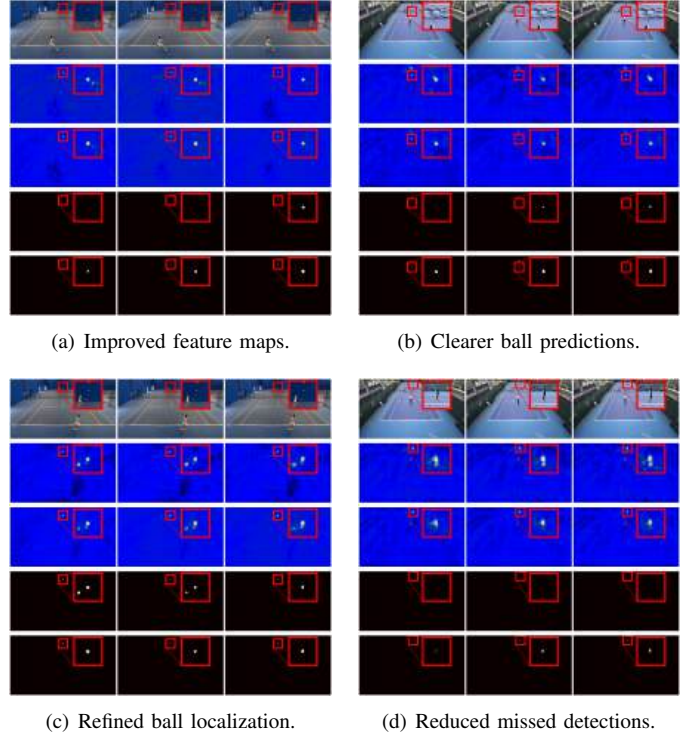 (a) Improved feature maps.
(b) Clearer ball predictions.
(c) Refined ball localization.
(d) Reduced missed detections.